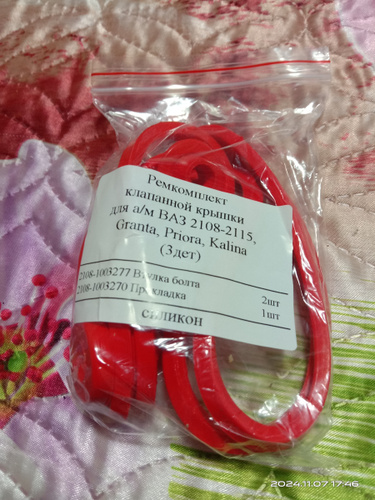 Ремкомплект
клапанной крышки
для а/м ВАЗ 2108-2115,
Granta, Priora, Kalina
(3дет)
2108-1003277 Втулка болта 2шт
2108-1003270 Прокладка 1шт
силикон
2024.11.07 17:46